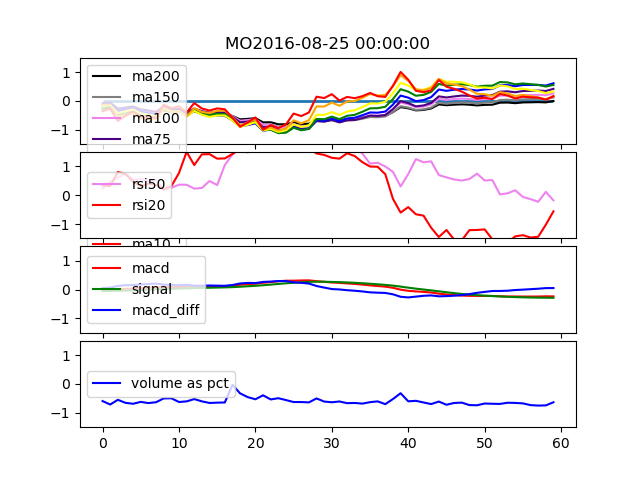 MO2016-08-25 00:00:00
1
0
−1
ma200
ma150
ma100
ma75
1
0
−1
rsi50
rsi20
ma10
1
0
−1
macd
signal
macd_diff
1
0
−1
volume as pct
0 10 20 30 40 50 60